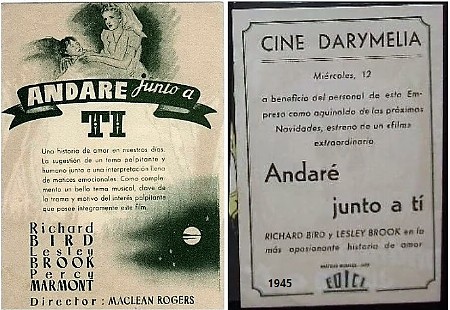 ANDARE junto a
TI
Una historia de amor en nuestros días.
La sugestión de un tema palpitante y
humano junto a una interpretación llena
de matices emocionales. Como comple-
mento un bello tema musical, clave de
la trama y motivo del interés palpitante
que posee íntegramente este film.
Richard
BIRD
Lesley
BROOK
Percy
MARMONT
Director: MACLEAN ROGERS
CINE DARYMELIA
Miércoles, 12
a beneficio del personal de esta Em-
presa como aguinaldo de las próximas
Navidades, estreno de un «film»
extraordinario
Andaré
junto a tí
RICHARD BIRD y LESLEY BROOK en la
más apasionante historia de amor
1945